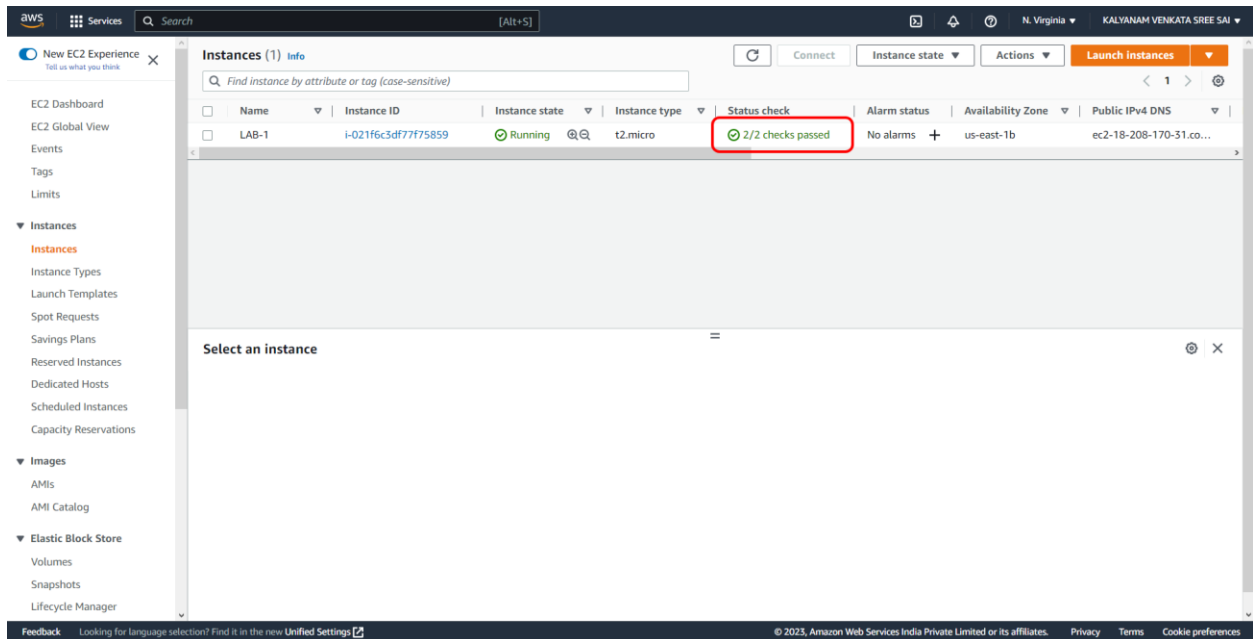 aws Services Search [Alt+S] N. Virginia KALYANAM VENKATA SREE SAI
New EC2 Experience
Tell us what you think
EC2 Dashboard
EC2 Global View
Events
Tags
Limits
Instances
Instances
Instance Types
Launch Templates
Spot Requests
Savings Plans
Reserved Instances
Dedicated Hosts
Scheduled Instances
Capacity Reservations
Images
AMIs
AMI Catalog
Elastic Block Store
Volumes
Snapshots
Lifecycle Manager
Instances (1) Info Connect Instance state Actions Launch instances
Find instance by attribute or tag (case-sensitive) 1
Name Instance ID Instance state Instance type Status check Alarm status Availability Zone Public IPv4 DNS
LAB-1 i-021f6c3df77f75859 Running t2.micro 2/2 checks passed No alarms + us-east-1b ec2-18-208-170-31.co...
Select an instance
Feedback Looking for language selection? Find it in the new Unified Settings © 2023, Amazon Web Services India Private Limited or its affiliates. Privacy Terms Cookie preferences